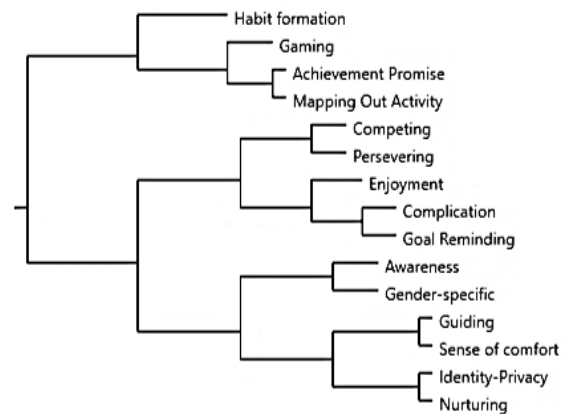 Habit formation
Gaming
Achievement Promise
Mapping Out Activity
Competing
Persevering
Enjoyment
Complication
Goal Reminding
Awareness
Gender-specific
Guiding
Sense of comfort
Identity-Privacy
Nurturing